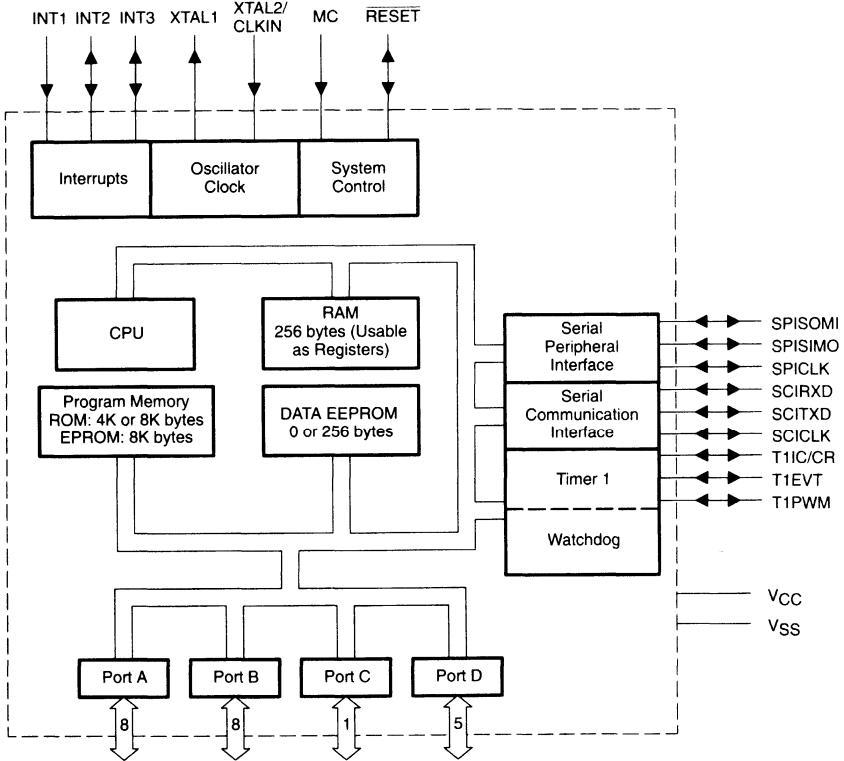 INT1 INT2 INT3 XTAL1 XTAL2/ CLKIN MC RESET
Interrupts
Oscillator
Clock
System
Control
CPU
RAM
256 bytes (Usable
as Registers)
Program Memory
ROM: 4K or 8K bytes
EPROM: 8K bytes
DATA EEPROM
0 or 256 bytes
Serial
Peripheral
Interface
Serial
Communication
Interface
Timer 1
Watchdog
SPISOMI
SPISIMO
SPICLK
SCIRXD
SCITXD
SCICLK
T1IC/CR
T1EVT
T1PWM
VCC
VSS
Port A
Port B
Port C
Port D
8
8
1
5